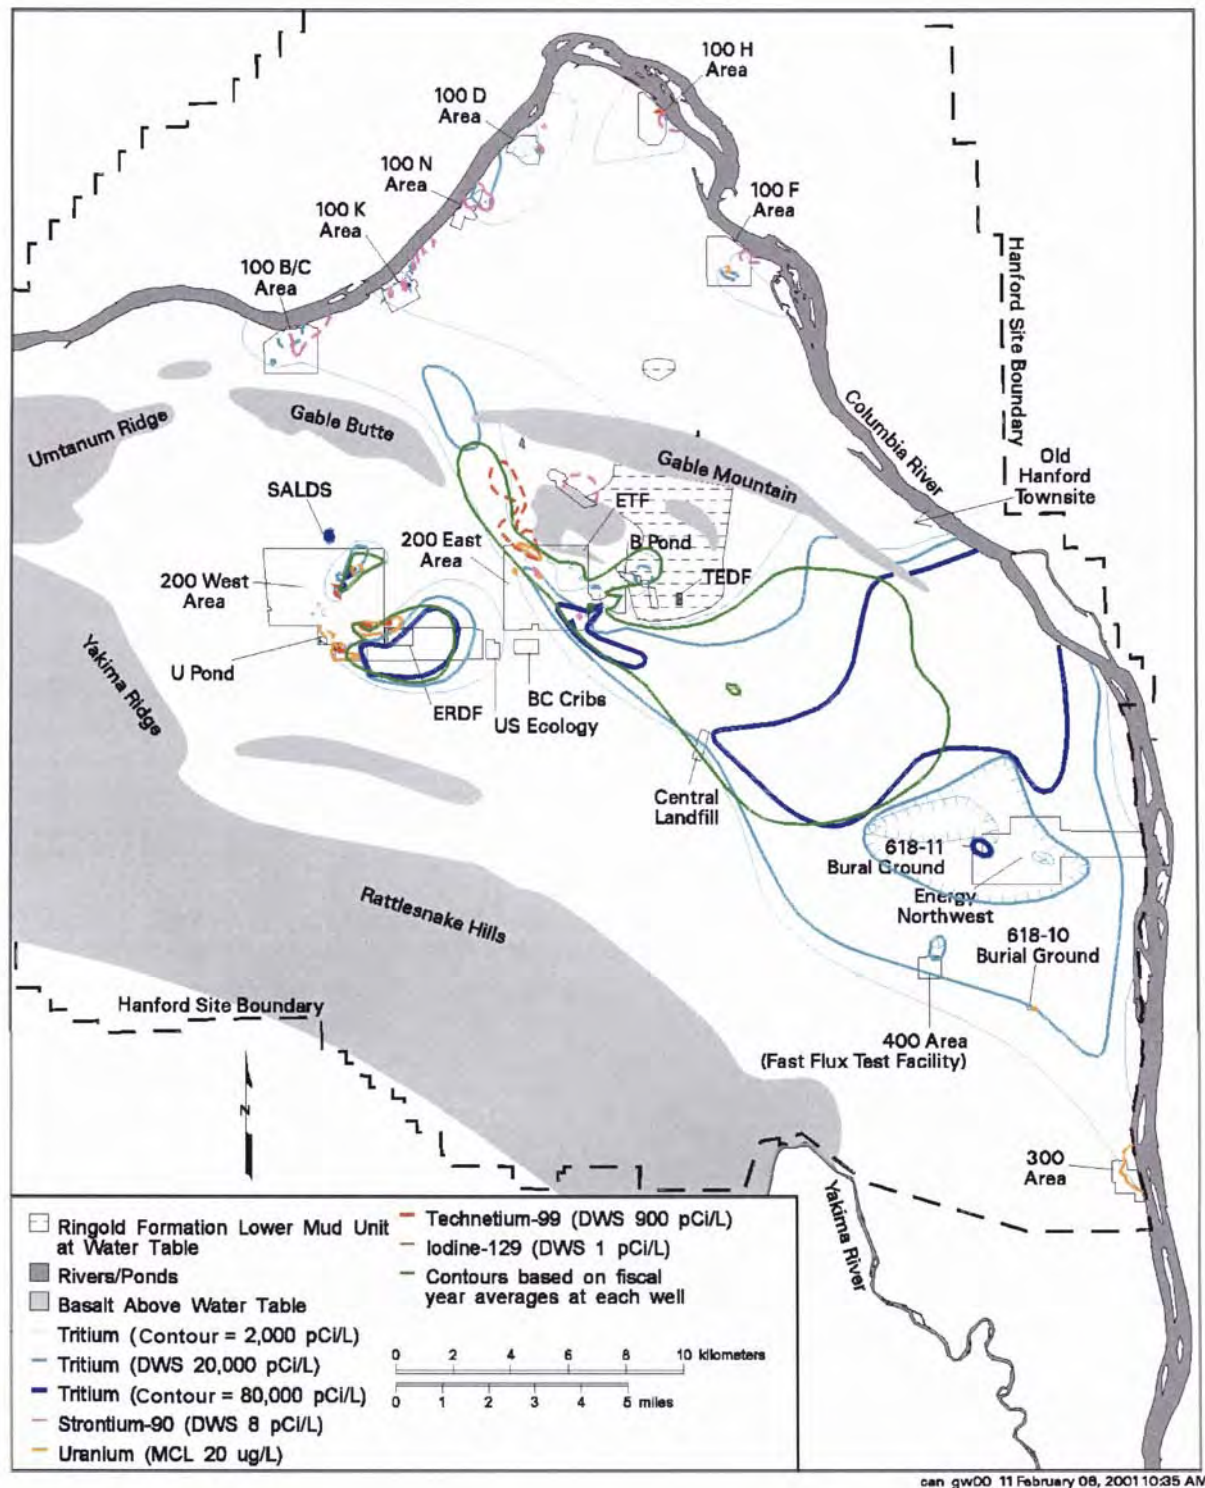 100 H
Area
100 D
Area
100 N
Area
100 K
Area
100 F
Area
100 B/C
Area
Hanford Site Boundary
Columbia River
Umtanum Ridge
Gable Butte
Gable Mountain
Old
Hanford
Townsite
SALDS
ETF
200 East
Area
B Pond
TEDF
200 West
Area
U Pond
ERDF
BC Cribs
US Ecology
Yakima Ridge
Central
Landfill
618-11
Bural Ground
Energy
Northwest
Rattlesnake Hills
618-10
Burial Ground
Hanford Site Boundary
400 Area
(Fast Flux Test Facility)
N
300
Area
Yakima River
Ringold Formation Lower Mud Unit
at Water Table
Rivers/Ponds
Basalt Above Water Table
Tritium (Contour = 2,000 pCi/L)
Tritium (DWS 20,000 pCi/L)
Tritium (Contour = 80,000 pCi/L)
Strontium-90 (DWS 8 pCi/L)
Uranium (MCL 20 ug/L)
Technetium-99 (DWS 900 pCi/L)
Iodine-129 (DWS 1 pCi/L)
Contours based on fiscal
year averages at each well
0 2 4 6 8 10 kilometers
0 1 2 3 4 5 miles
can_gw00_11 February 08, 2001 10:35 AM